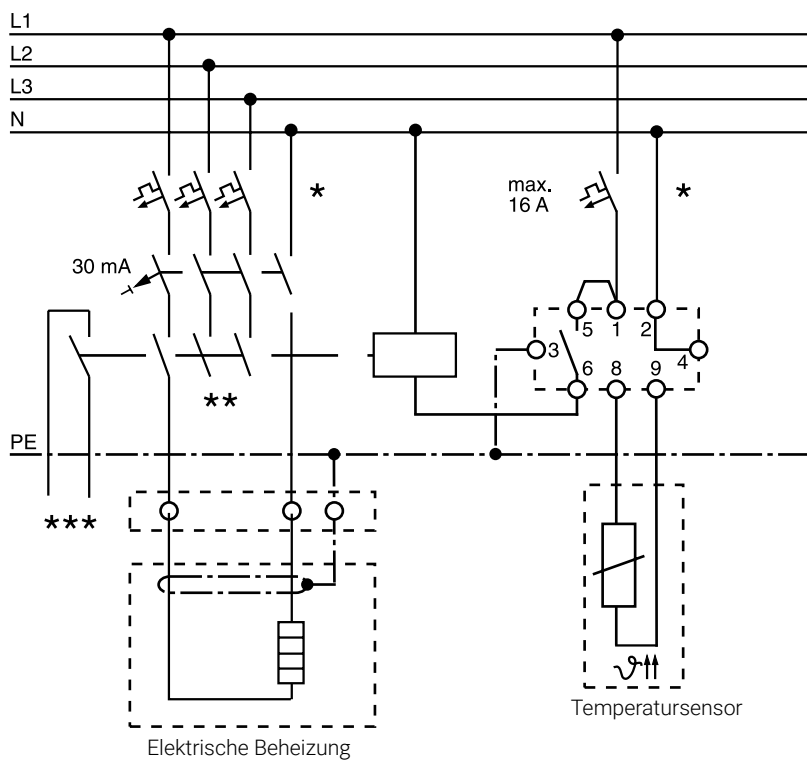 L1
L2
L3
N
*
max.
16 A
*
30 mA
5 1 2
3
4
6 8 9
**
PE
***
ϑ
Temperatursensor
Elektrische Beheizung